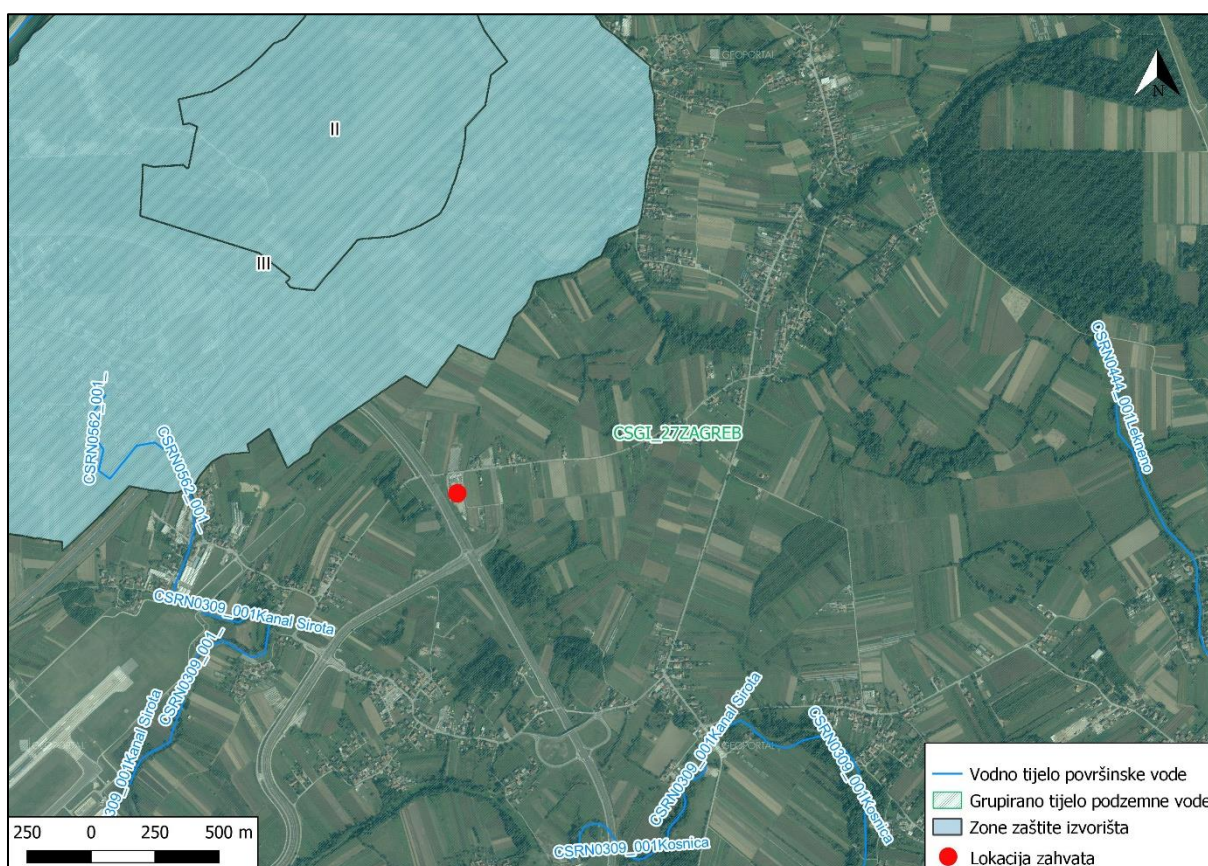 GEOPORTAL
N
II
III
CSRN0562_001_
CSRN0562_001_
CSGI_27ZAGREB
CSRN0444_001Lekneno
CSRN0309_001Kanal Sirota
CSRN0309_001_
309_001Kanal Sirota
CSRN0309_001Kanal Sirota
CSRN0309_001Kosnica
CSRN0309_001Kosnica
GEOPORTAL
GEOPORTAL
250 0 250 500 m
Vodno tijelo površinske vode
Grupirano tijelo podzemne vode
Zone zaštite izvorišta
Lokacija zahvata